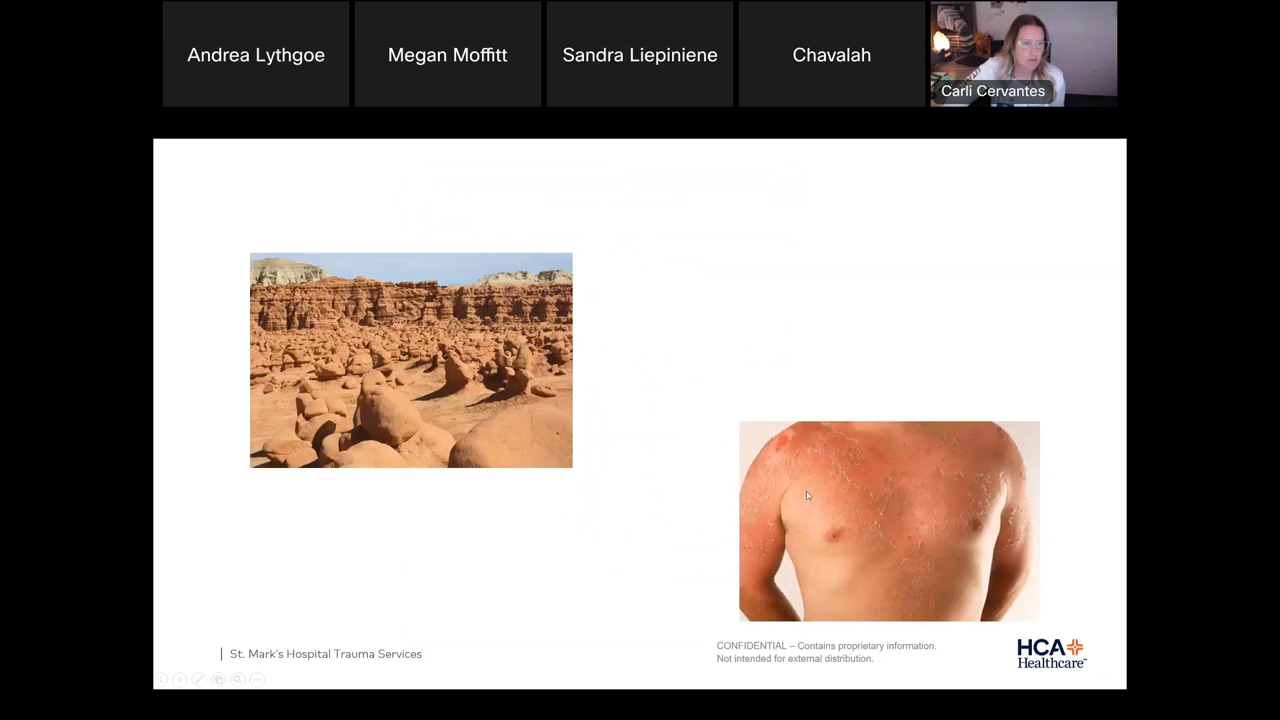 Andrea Lythgoe
Megan Moffitt
Sandra Liepiniene
Chavalah
Carli Cervantes
St. Mark's Hospital Trauma Services
CONFIDENTIAL – Contains proprietary information.
Not intended for external distribution.
HCA
Healthcare™